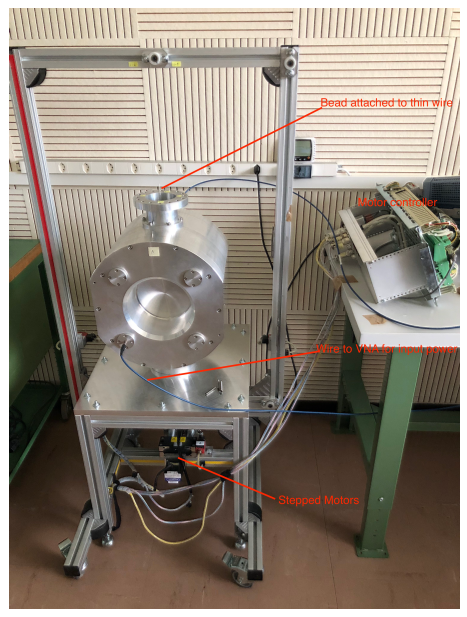 Bead attached to thin wire
Motor controller
Wire to VNA for input power
Stepped Motors